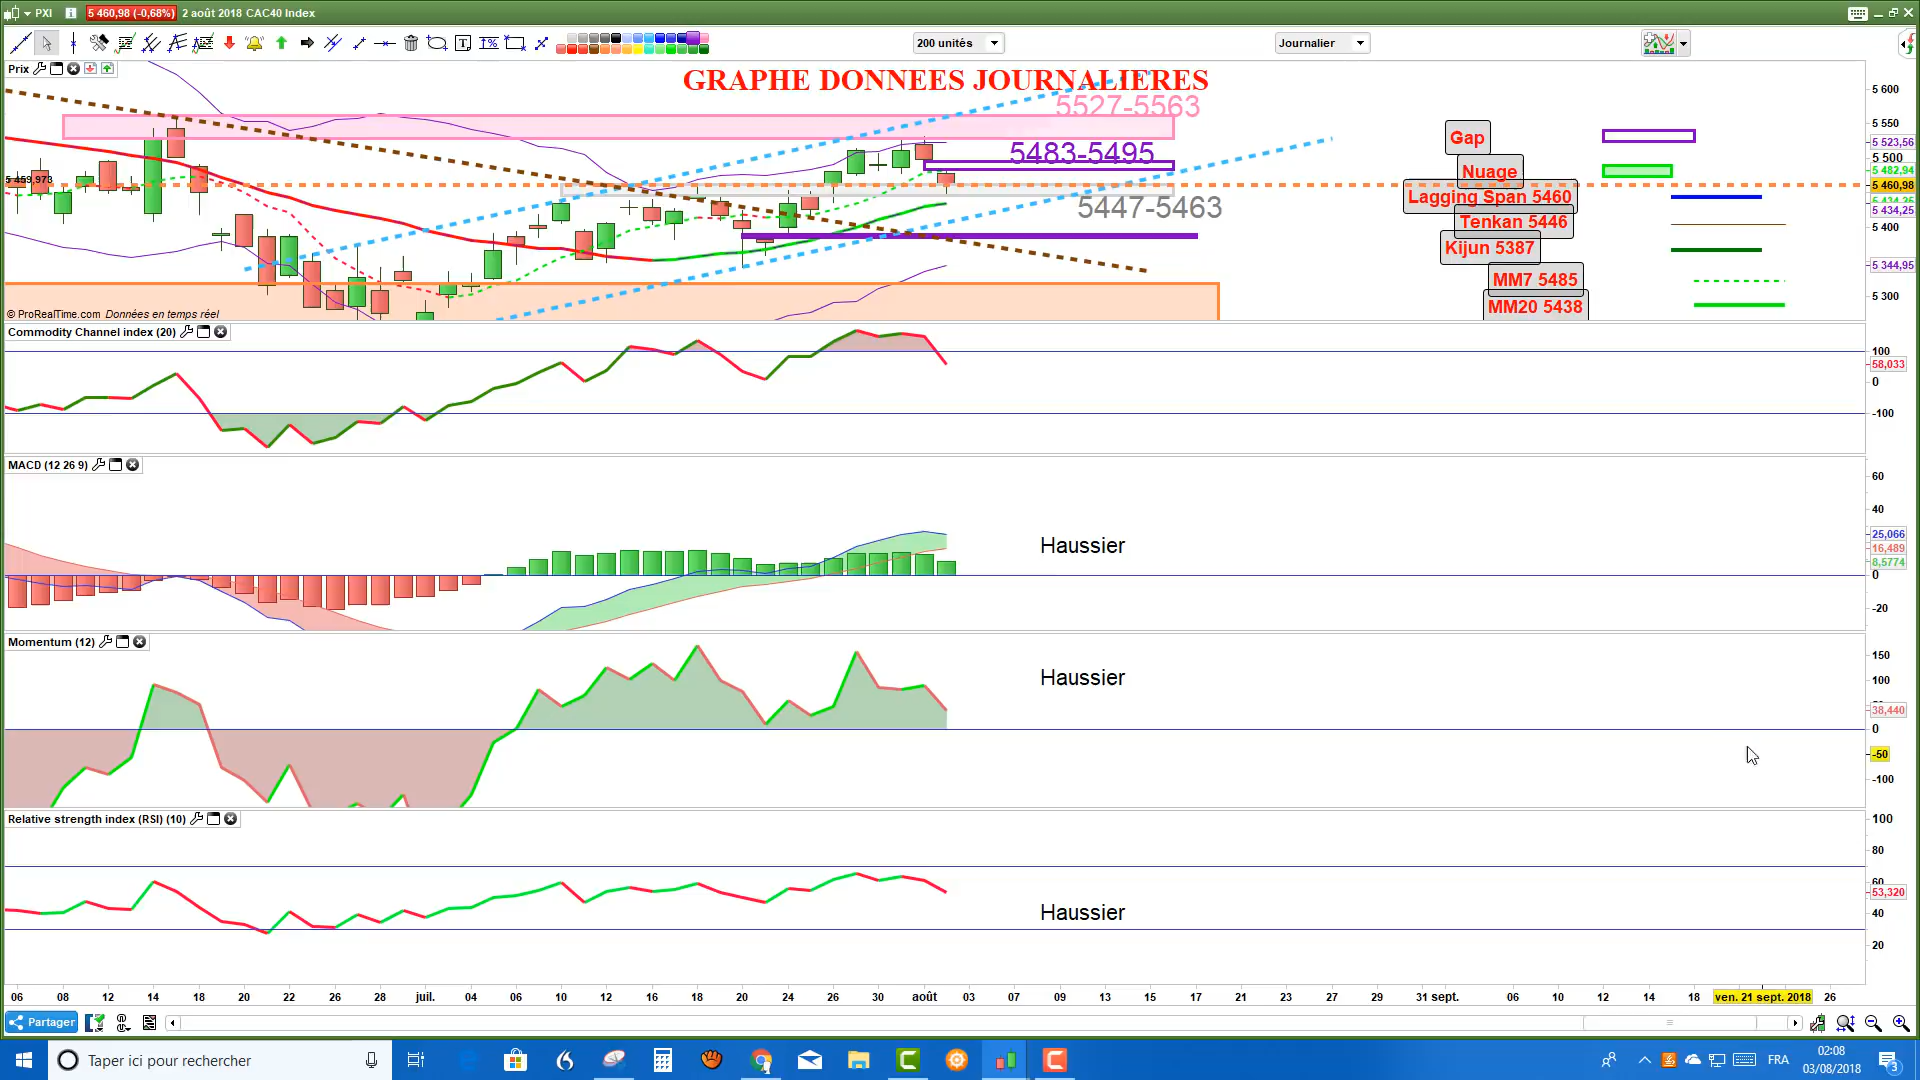 PXI 5 460,98 (-0,68%) 2 août 2018 CAC40 Index
200 unités
Journalier
Prix
GRAPHE DONNEES JOURNALIERES
5527-5563
5483-5495
5447-5463
5 459,973
Gap
Nuage
Lagging Span 5460
Tenkan 5446
Kijun 5387
MM7 5485
MM20 5438
5 600
5 550
5 523,56
5 500
5 482,94
5 460,98
5 434,25
5 400
5 344,95
5 300
© ProRealTime.com Données en temps réel
Commodity Channel index (20)
100
58,033
0
-100
MACD (12 26 9)
60
40
25,066
16,489
8,5774
0
-20
Haussier
Momentum (12)
150
100
38,440
0
-50
-100
Haussier
Relative strength index (RSI) (10)
100
80
60
53,320
40
20
Haussier
06 08 12 14 18 20 22 26 28 juil. 04 06 10 12 16 18 20 24 26 30 août 03 07 09 13 15 17 21 23 27 29 31 sept. 06 10 12 14 18 ven. 21 sept. 2018 26
Partager
Taper ici pour rechercher
FRA
02:08
03/08/2018
3